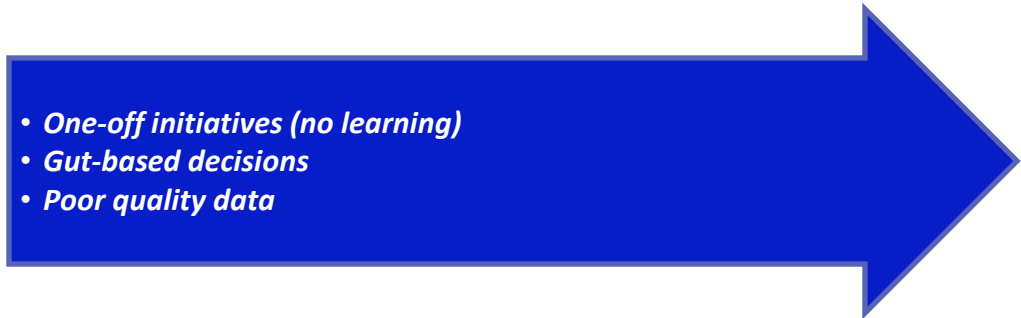 • One-off initiatives (no learning)
• Gut-based decisions
• Poor quality data